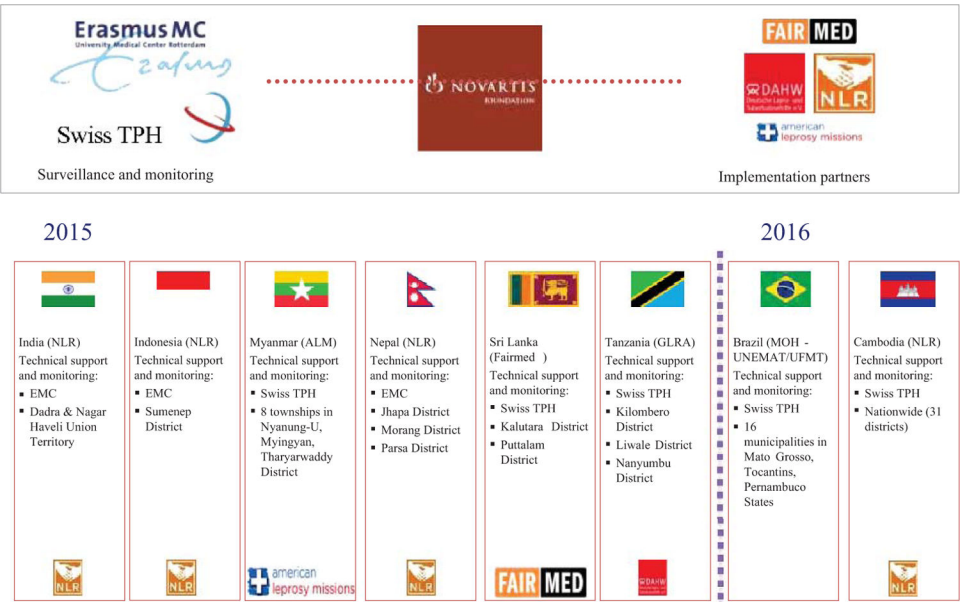 Erasmus MC
University Medical Center Rotterdam
Erasmus
Swiss TPH
Surveillance and monitoring
NOVARTIS
FOUNDATION
FAIR MED
DAHW
Deutsche Lepra- und
Tuberkulosehilfe e.V.
NLR
american
leprosy missions
Implementation partners
2015
2016
India (NLR)
Technical support
and monitoring:
▪ EMC
▪ Dadra & Nagar
Haveli Union
Territory
NLR
Indonesia (NLR)
Technical support
and monitoring:
▪ EMC
▪ Sumenep
District
NLR
Myanmar (ALM)
Technical support
and monitoring:
▪ Swiss TPH
▪ 8 townships in
Nyanung-U,
Myingyan,
Tharyarwaddy
District
american
leprosy missions
Nepal (NLR)
Technical support
and monitoring:
▪ EMC
▪ Jhapa District
▪ Morang District
▪ Parsa District
NLR
Sri Lanka
(Fairmed )
Technical support
and monitoring:
▪ Swiss TPH
▪ Kalutara District
▪ Puttalam
District
FAIR MED
Tanzania (GLRA)
Technical support
and monitoring:
▪ Swiss TPH
▪ Kilombero
District
▪ Liwale District
▪ Nanyumbu
District
DAHW
Brazil (MOH -
UNEMAT/UFMT)
Technical support
and monitoring:
▪ Swiss TPH
▪ 16
municipalities in
Mato Grosso,
Tocantins,
Pernambuco
States
Cambodia (NLR)
Technical support
and monitoring:
▪ Swiss TPH
▪ Nationwide (31
districts)
NLR